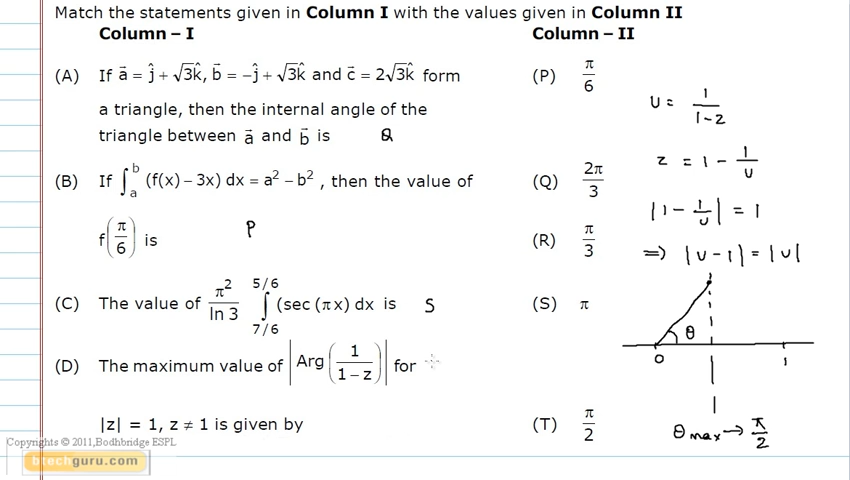 Match the statements given in Column I with the values given in Column II
Column – I Column – II
(A) If a⃗ = ĵ + √3k̂, b⃗ = −ĵ + √3k̂ and c⃗ = 2√3k̂ form (P) π/6
a triangle, then the internal angle of the
triangle between a⃗ and b⃗ is Q
(B) If ∫_a^b (f(x) – 3x) dx = a² – b², then the value of (Q) 2π/3
f(π/6) is P
(R) π/3
(C) The value of π²/ln 3 ∫_{7/6}^{5/6} (sec (πx) dx is S (S) π
(D) The maximum value of |Arg(1/(1−z))| for
|z| = 1, z ≠ 1 is given by (T) π/2
U = 1/(1-z)
z = 1 - 1/U
|1 - 1/U| = 1
⇒ |U-1| = |U|
θ
0 1
θmax → π/2
Copyrights © 2011,Bodhbridge ESPL
btechguru.com